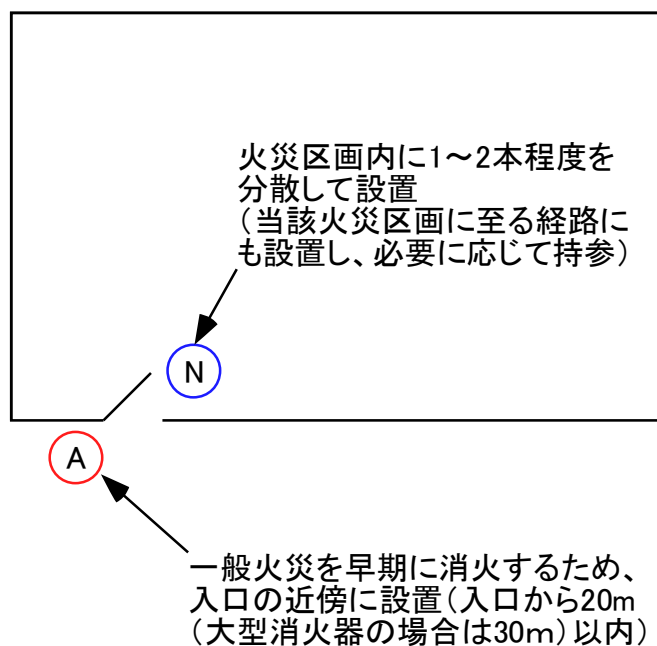 火災区画内に1～2本程度を
分散して設置
（当該火災区画に至る経路に
も設置し、必要に応じて持参）
N
A
一般火災を早期に消火するため、
入口の近傍に設置（入口から20m
（大型消火器の場合は30ｍ）以内）